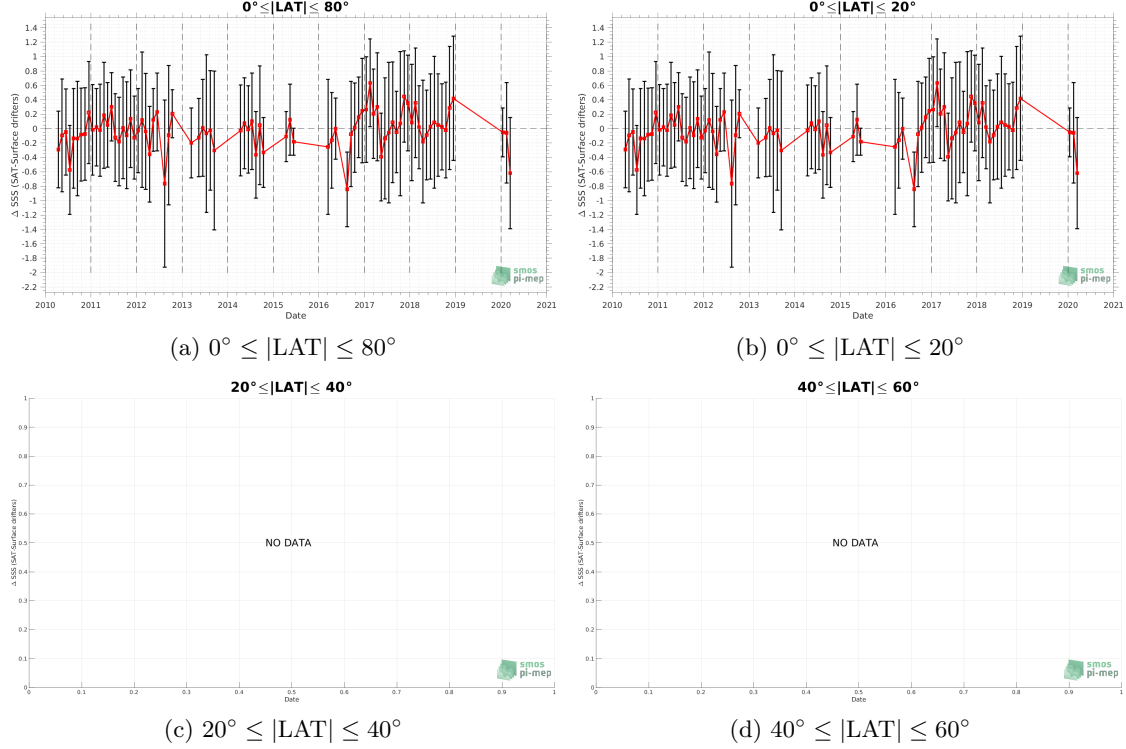 0°≤|LAT|≤ 80°
Δ SSS (SAT-Surface drifters)
1.4
1.2
1
0.8
0.6
0.4
0.2
0
-0.2
-0.4
-0.6
-0.8
-1
-1.2
-1.4
-1.6
-1.8
-2
-2.2
2010 2011 2012 2013 2014 2015 2016 2017 2018 2019 2020 2021
Date
smos
pi-mep
(a) 0° ≤ |LAT| ≤ 80°
0°≤|LAT|≤ 20°
Δ SSS (SAT-Surface drifters)
1.4
1.2
1
0.8
0.6
0.4
0.2
0
-0.2
-0.4
-0.6
-0.8
-1
-1.2
-1.4
-1.6
-1.8
-2
-2.2
2010 2011 2012 2013 2014 2015 2016 2017 2018 2019 2020 2021
Date
smos
pi-mep
(b) 0° ≤ |LAT| ≤ 20°
20°≤|LAT|≤ 40°
Δ SSS (SAT-Surface drifters)
1
0.9
0.8
0.7
0.6
0.5
0.4
0.3
0.2
0.1
0
NO DATA
0 0.1 0.2 0.3 0.4 0.5 0.6 0.7 0.8 0.9 1
Date
smos
pi-mep
(c) 20° ≤ |LAT| ≤ 40°
40°≤|LAT|≤ 60°
Δ SSS (SAT-Surface drifters)
1
0.9
0.8
0.7
0.6
0.5
0.4
0.3
0.2
0.1
0
NO DATA
0 0.1 0.2 0.3 0.4 0.5 0.6 0.7 0.8 0.9 1
Date
smos
pi-mep
(d) 40° ≤ |LAT| ≤ 60°